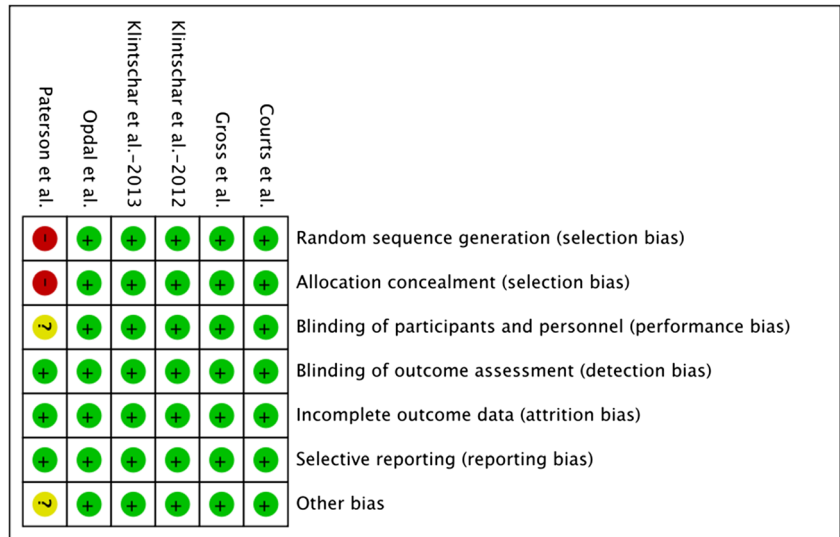 Paterson et al.
Opdal et al.
Klintschar et al.-2013
Klintschar et al.-2012
Gross et al.
Courts et al.
- + + + + + Random sequence generation (selection bias)
- + + + + + Allocation concealment (selection bias)
? + + + + + Blinding of participants and personnel (performance bias)
+ + + + + + Blinding of outcome assessment (detection bias)
+ + + + + + Incomplete outcome data (attrition bias)
+ + + + + + Selective reporting (reporting bias)
? + + + + + Other bias